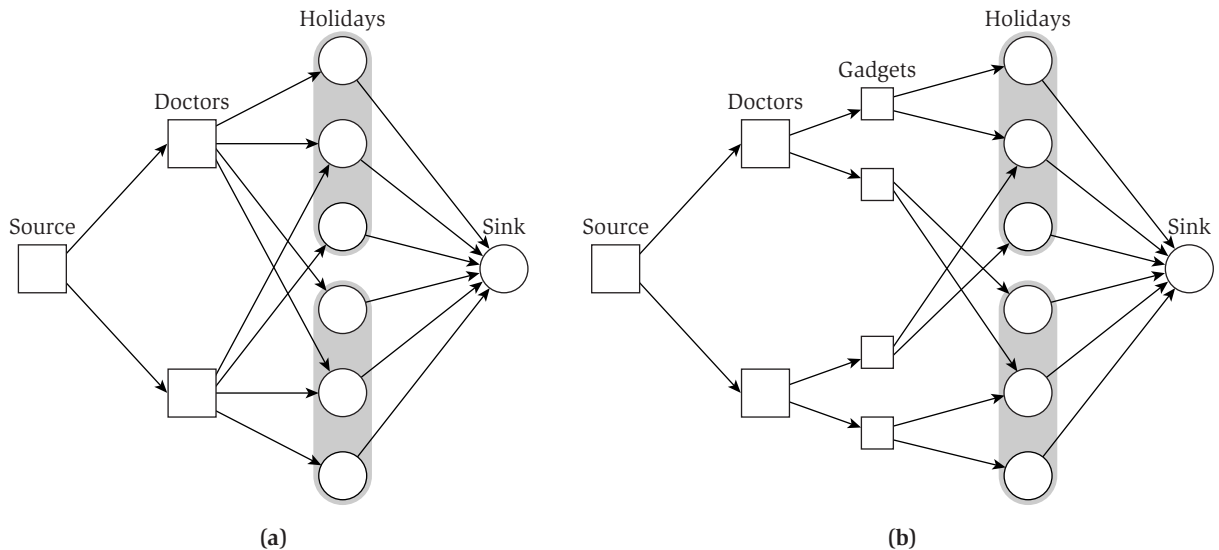 Holidays
Doctors
Source
Sink
(a)
Holidays
Gadgets
Doctors
Source
Sink
(b)